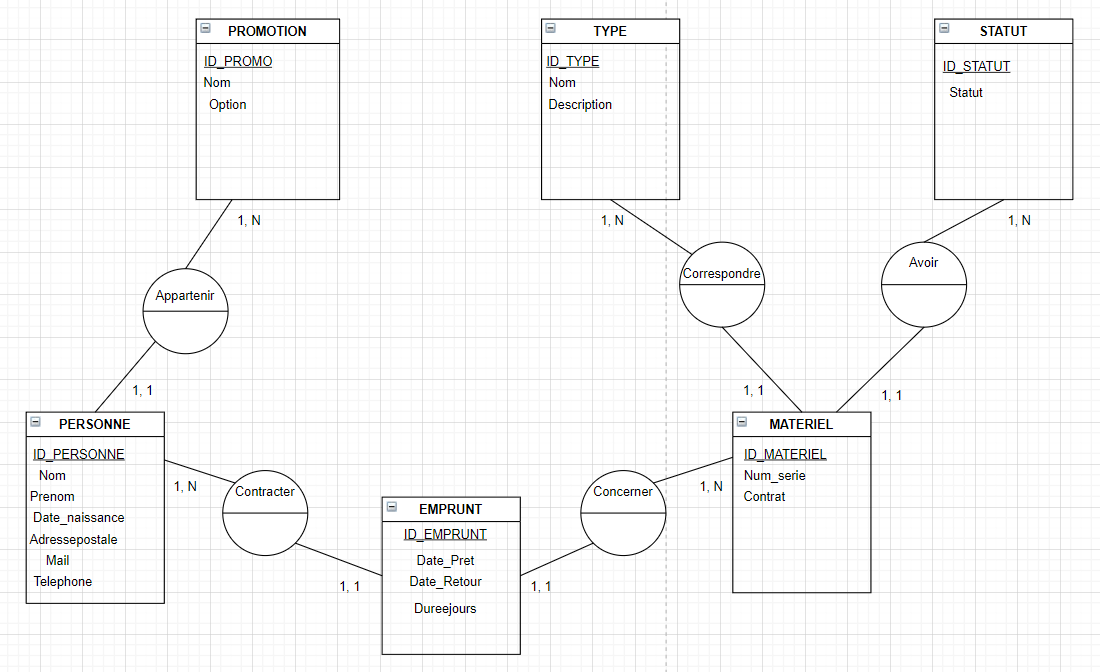 PROMOTION
ID_PROMO
Nom
Option
TYPE
ID_TYPE
Nom
Description
STATUT
ID_STATUT
Statut
1, N
1, N
1, N
Appartenir
Correspondre
Avoir
1, 1
1, 1
1, 1
PERSONNE
ID_PERSONNE
Nom
Prenom
Date_naissance
Adressepostale
Mail
Telephone
1, N
Contracter
1, 1
EMPRUNT
ID_EMPRUNT
Date_Pret
Date_Retour
Dureejours
1, 1
Concerner
1, N
MATERIEL
ID_MATERIEL
Num_serie
Contrat